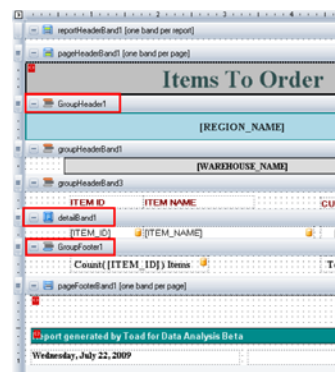 reportHeaderBand1 [one band per report]
pageHeaderBand1 [one band per page]
Items To Order
GroupHeader1
[REGION_NAME]
groupHeaderBand1
[WAREHOUSE_NAME]
groupHeaderBand3
ITEM ID ITEM NAME CU
detailBand1
[ITEM_ID] [ITEM_NAME]
GroupFooter1
Count([ITEM_ID]) Items T
pageFooterBand1 [one band per page]
Report generated by Toad for Data Analysis Beta
Wednesday, July 22, 2009